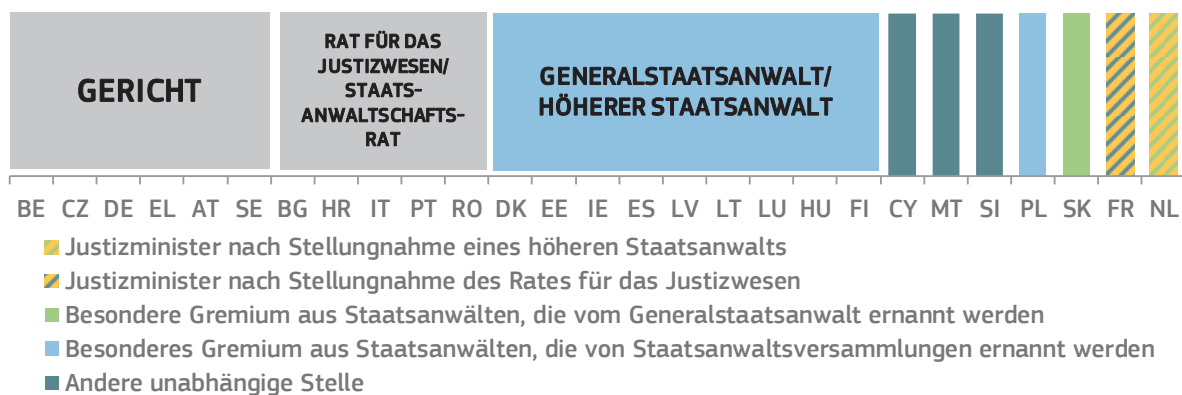 GERICHT
RAT FÜR DAS
JUSTIZWESEN/
STAATS-
ANWALTSCHAFTS-
RAT
GENERALSTAATSANWALT/
HÖHERER STAATSANWALT
BE CZ DE EL AT SE BG HR IT PT RO DK EE IE ES LV LT LU HU FI CY MT SI PL SK FR NL
Justizminister nach Stellungnahme eines höheren Staatsanwalts
Justizminister nach Stellungnahme des Rates für das Justizwesen
Besondere Gremium aus Staatsanwälten, die vom Generalstaatsanwalt ernannt werden
Besonderes Gremium aus Staatsanwälten, die von Staatsanwaltsversammlungen ernannt werden
Andere unabhängige Stelle